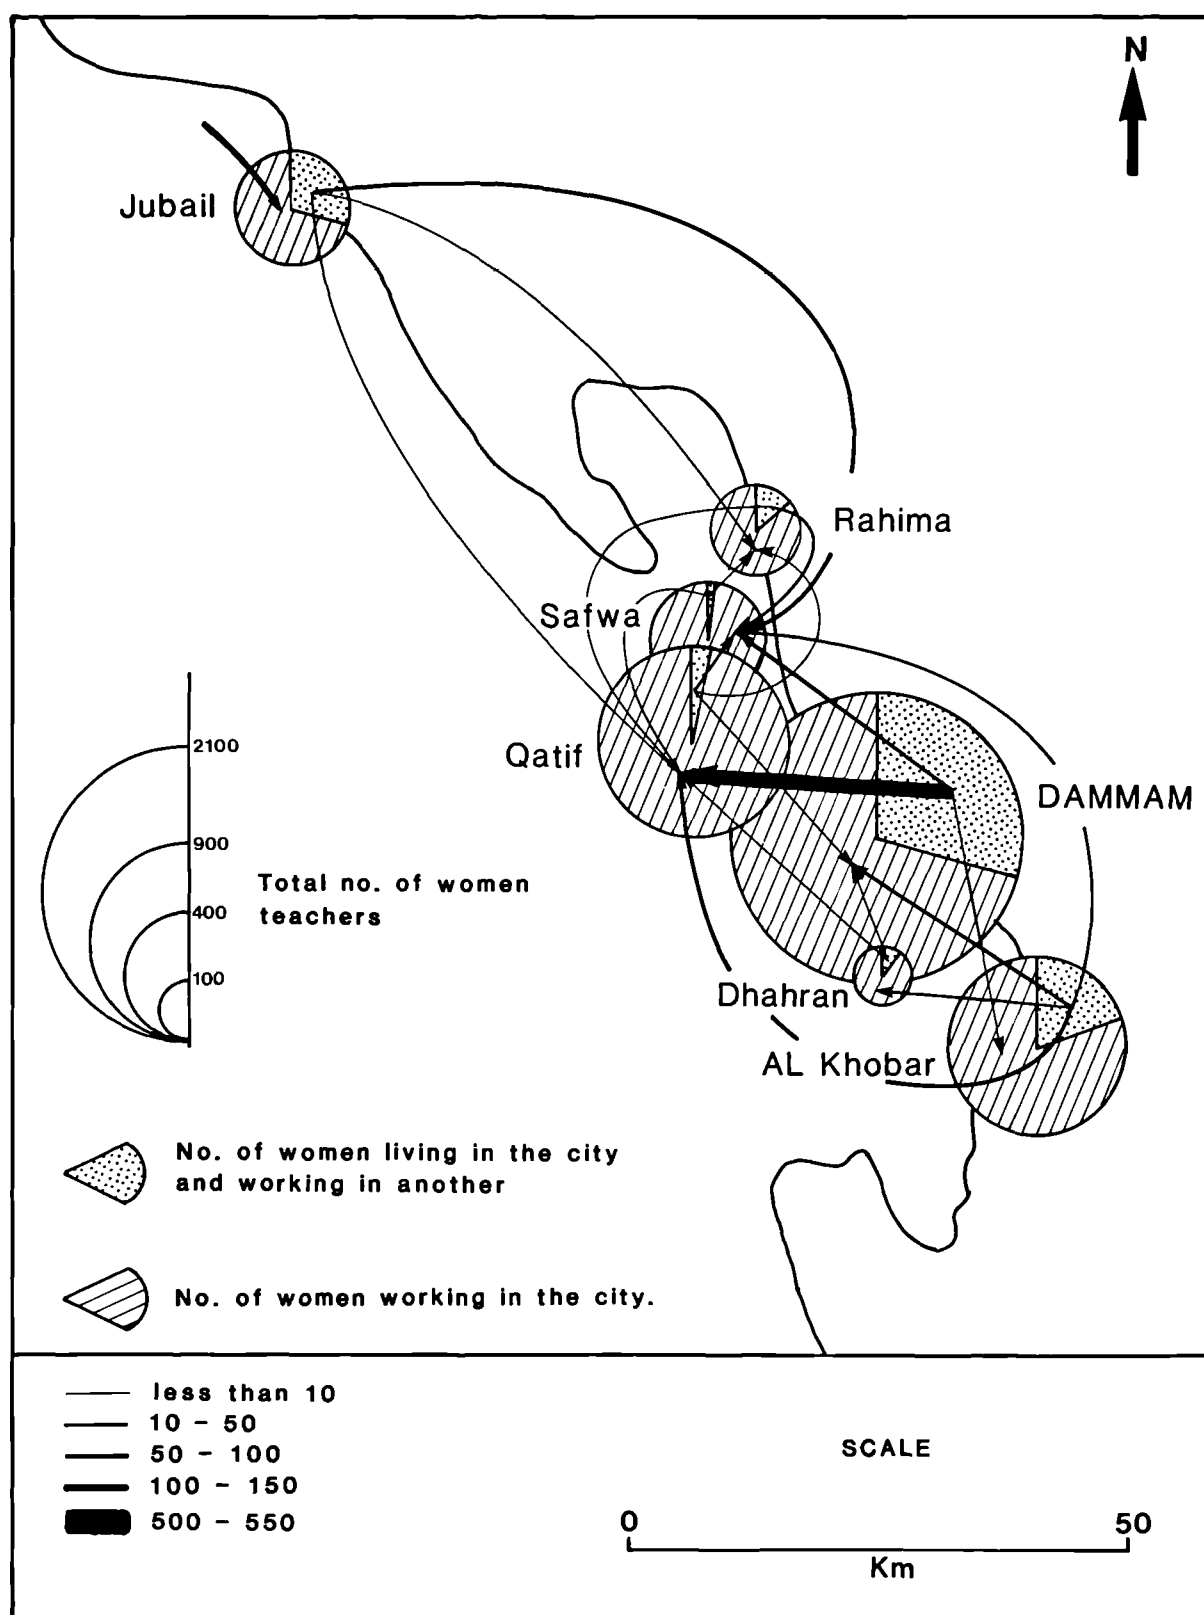 N
Jubail
Rahima
Safwa
Qatif
DAMMAM
Dhahran
AL Khobar
2100
900
400
100
Total no. of women
teachers
No. of women living in the city
and working in another
No. of women working in the city.
less than 10
10 - 50
50 - 100
100 - 150
500 - 550
SCALE
0 50
Km